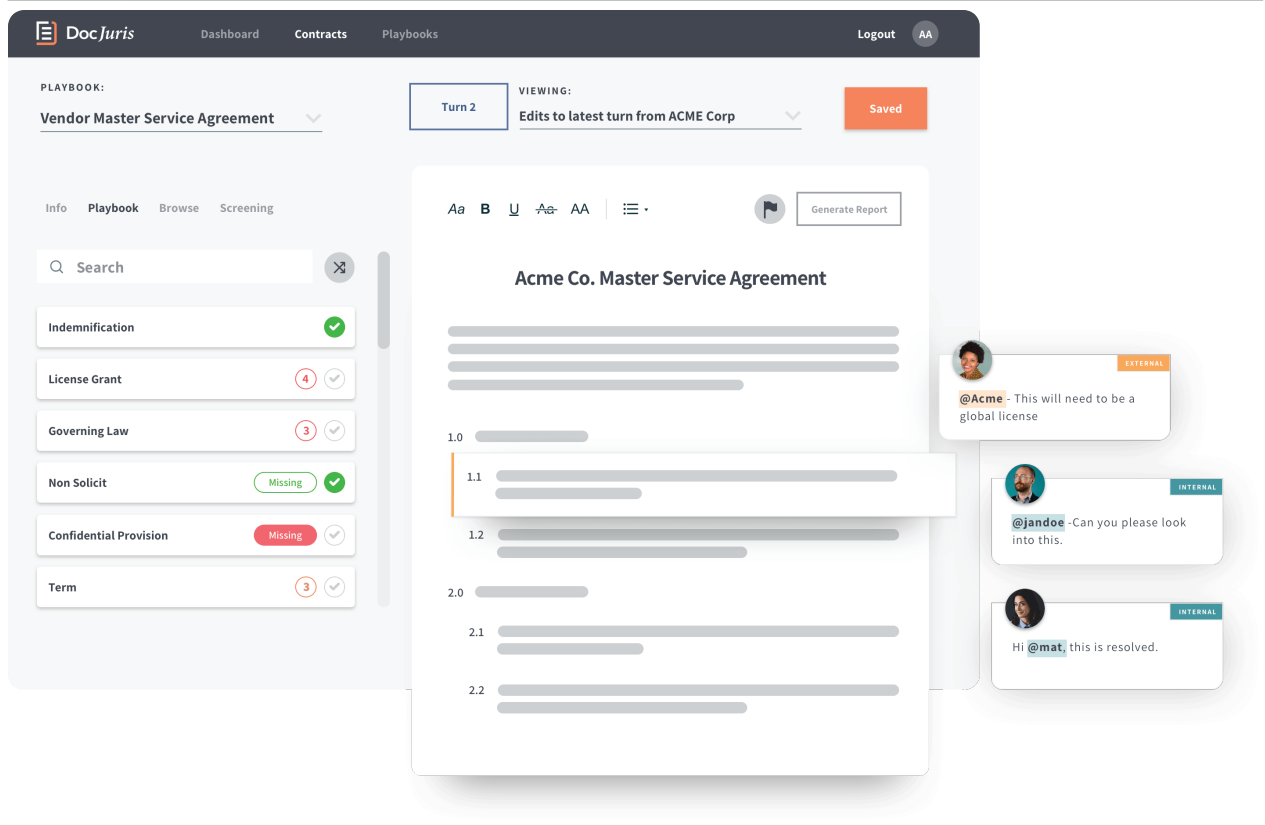 DocJuris
Dashboard
Contracts
Playbooks
Logout
AA
PLAYBOOK:
Vendor Master Service Agreement
Turn 2
VIEWING:
Edits to latest turn from ACME Corp
Saved
Info
Playbook
Browse
Screening
Search
Indemnification
License Grant
4
Governing Law
3
Non Solicit
Missing
Confidential Provision
Missing
Term
3
Aa B U Aa AA
Generate Report
Acme Co. Master Service Agreement
1.0
1.1
1.2
2.0
2.1
2.2
EXTERNAL
@Acme - This will need to be a
global license
INTERNAL
@jandoe -Can you please look
into this.
INTERNAL
Hi @mat, this is resolved.